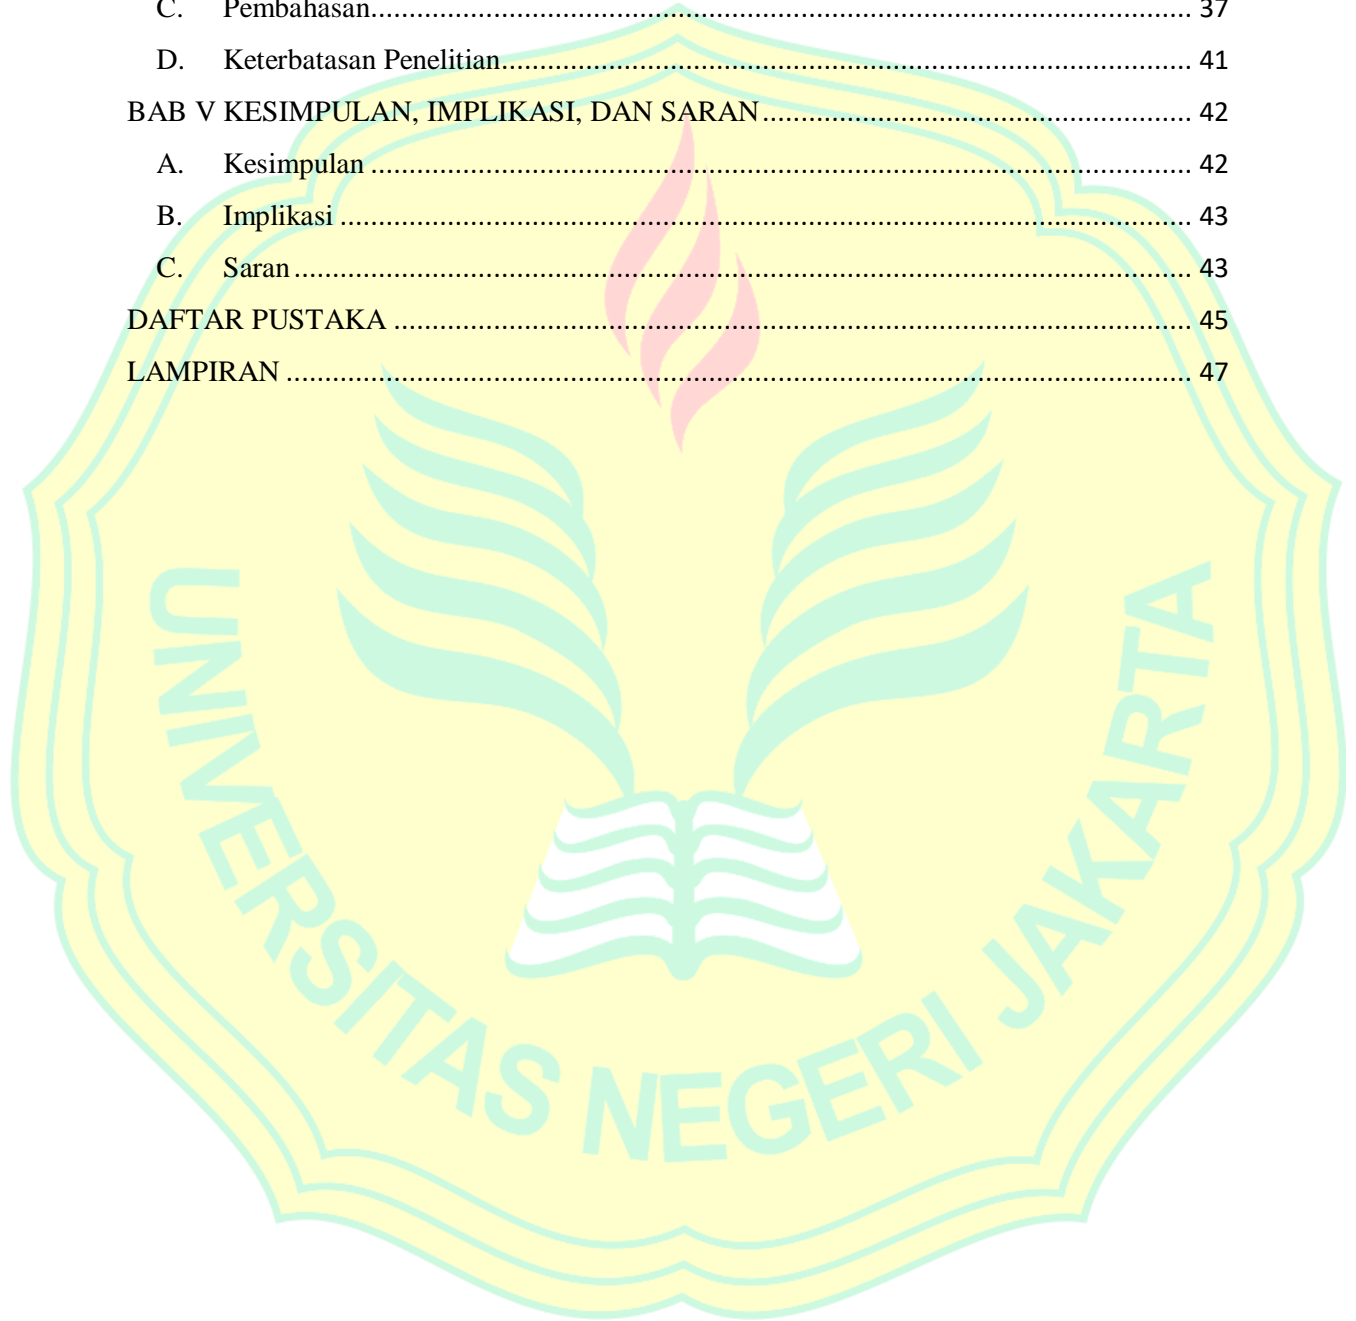 C. Pembahasan.......................................................................................................... 37
D. Keterbatasan Penelitian......................................................................................... 41
BAB V KESIMPULAN, IMPLIKASI, DAN SARAN....................................................... 42
A. Kesimpulan .......................................................................................................... 42
B. Implikasi .............................................................................................................. 43
C. Saran .................................................................................................................... 43
DAFTAR PUSTAKA ....................................................................................................... 45
LAMPIRAN ..................................................................................................................... 47
UNIVERSITAS NEGERI JAKARTA